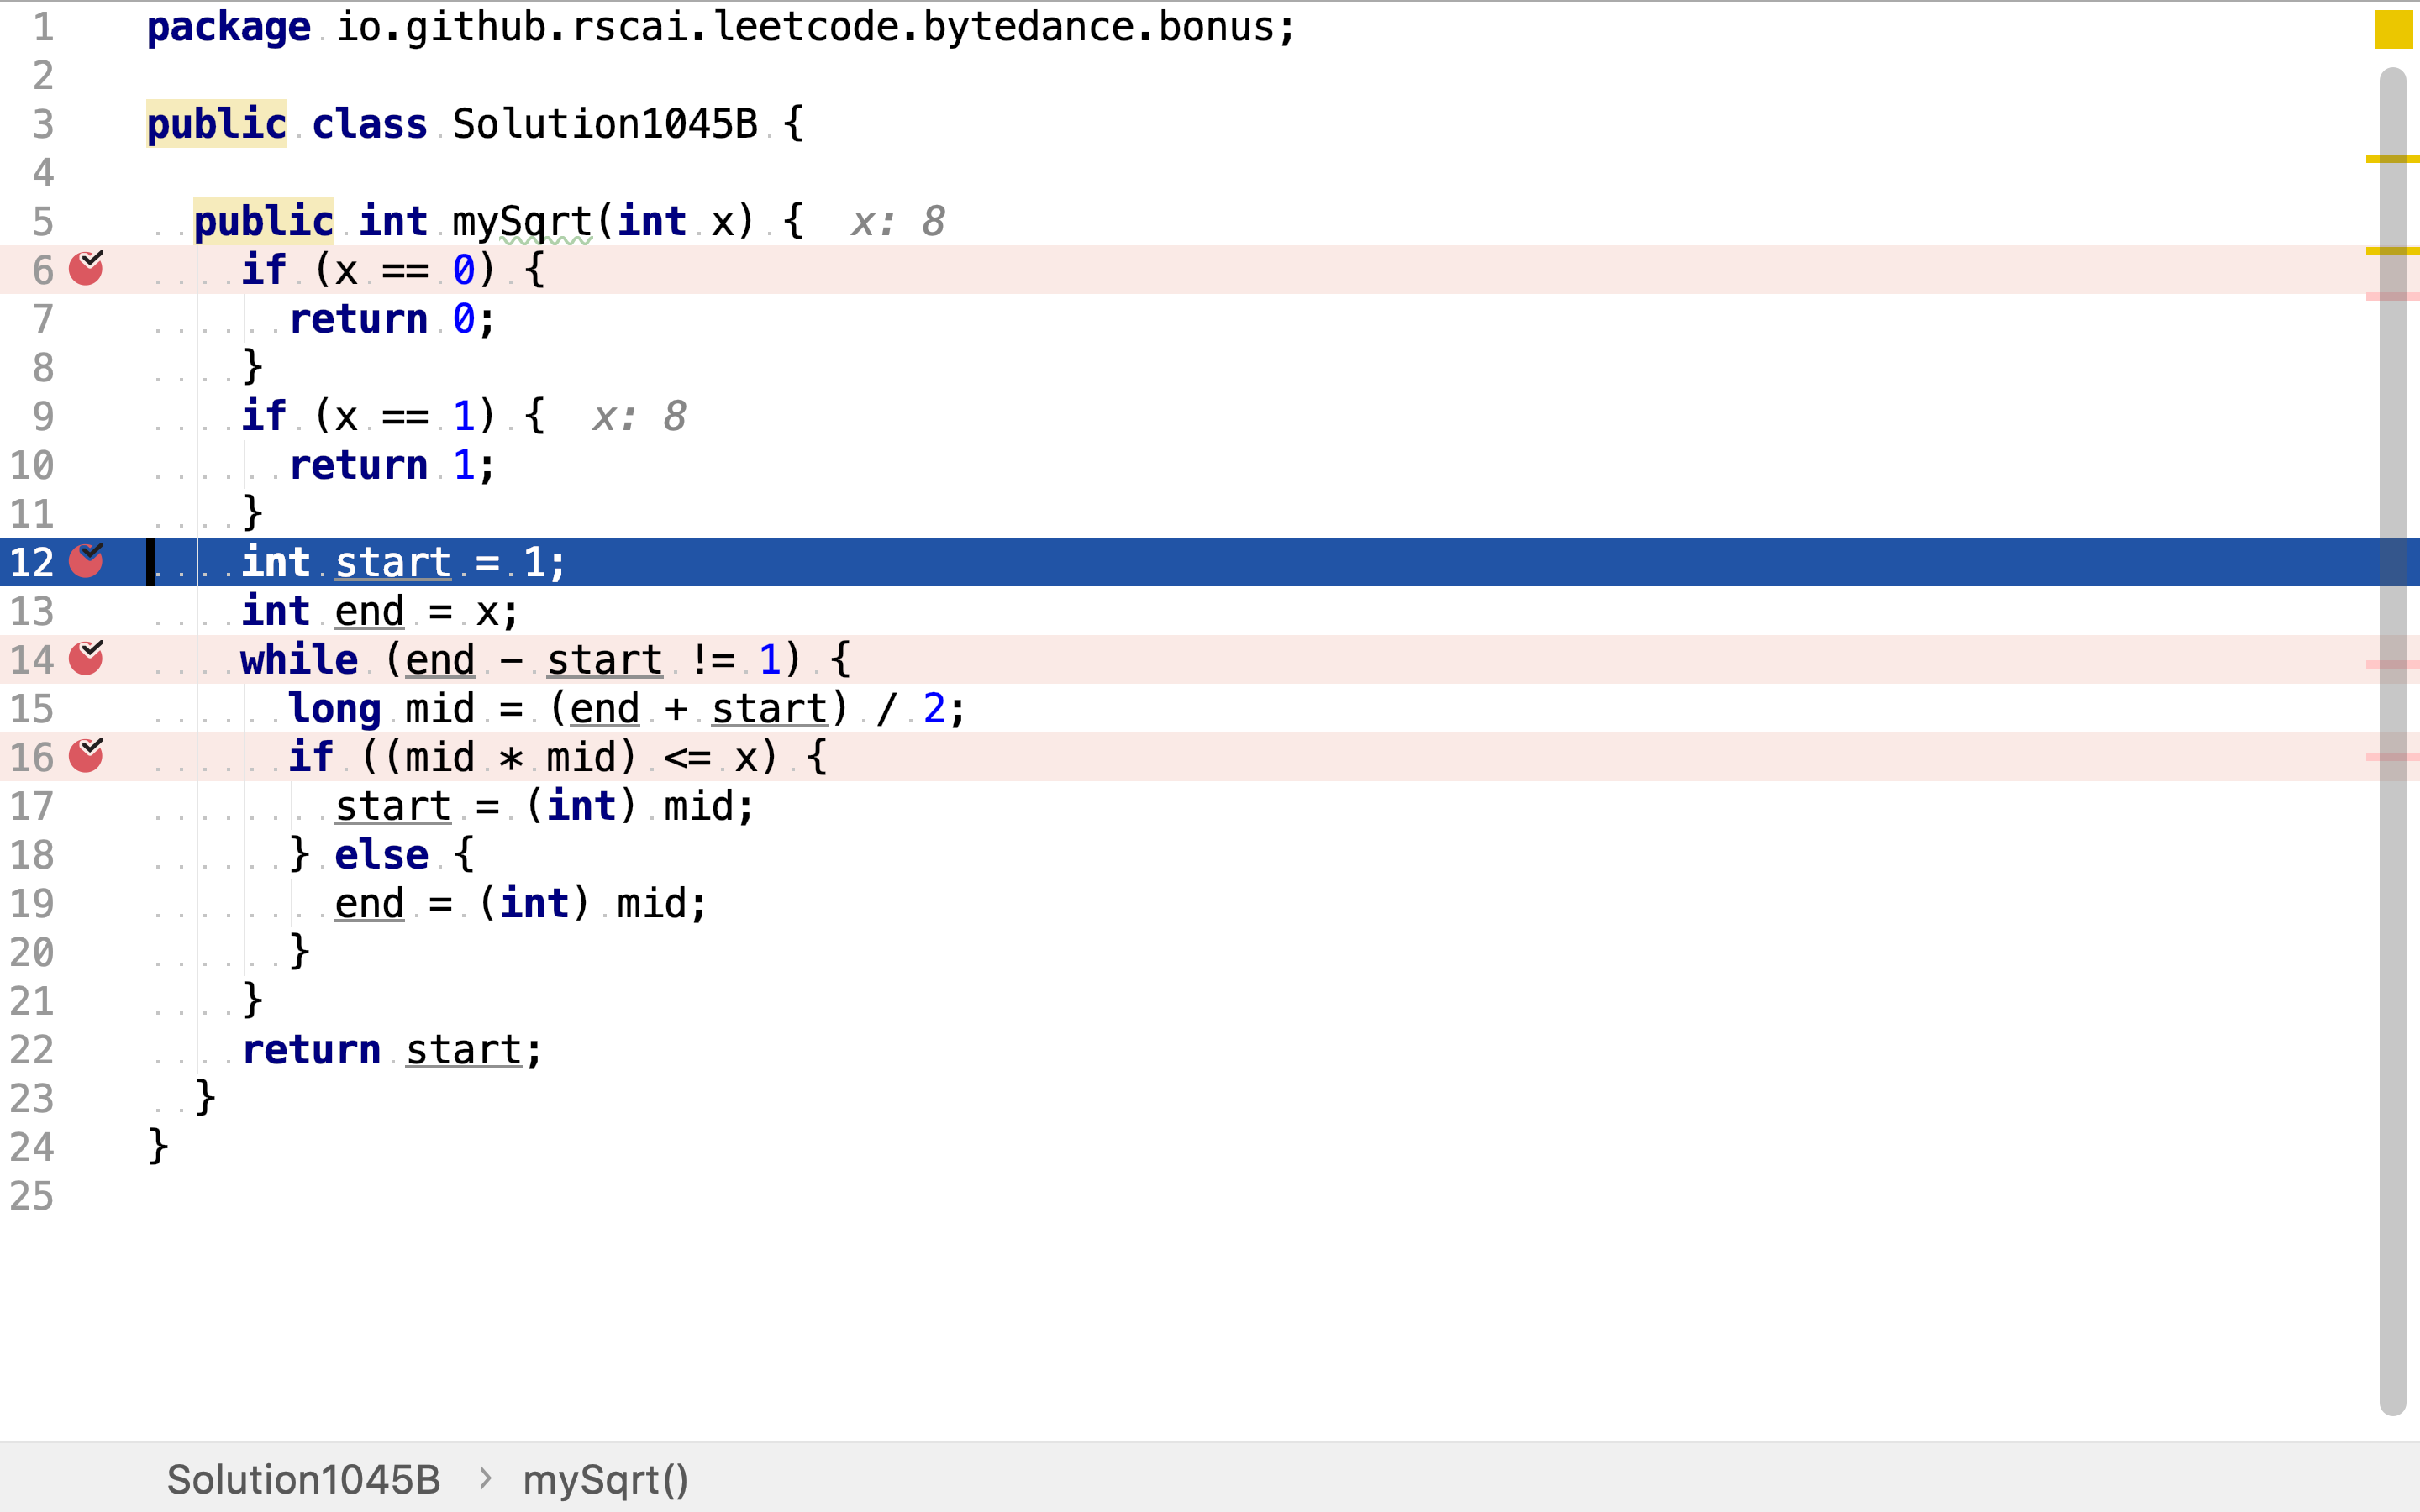 1 package io.github.rscai.leetcode.bytedance.bonus;
2
3 public class Solution1045B {
4
5 public int mySqrt(int x) { x: 8
6 if (x == 0) {
7 return 0;
8 }
9 if (x == 1) { x: 8
10 return 1;
11 }
12 int start = 1;
13 int end = x;
14 while (end - start != 1) {
15 long mid = (end + start) / 2;
16 if ((mid * mid) <= x) {
17 start = (int) mid;
18 } else {
19 end = (int) mid;
20 }
21 }
22 return start;
23 }
24 }
25
Solution1045B > mySqrt()